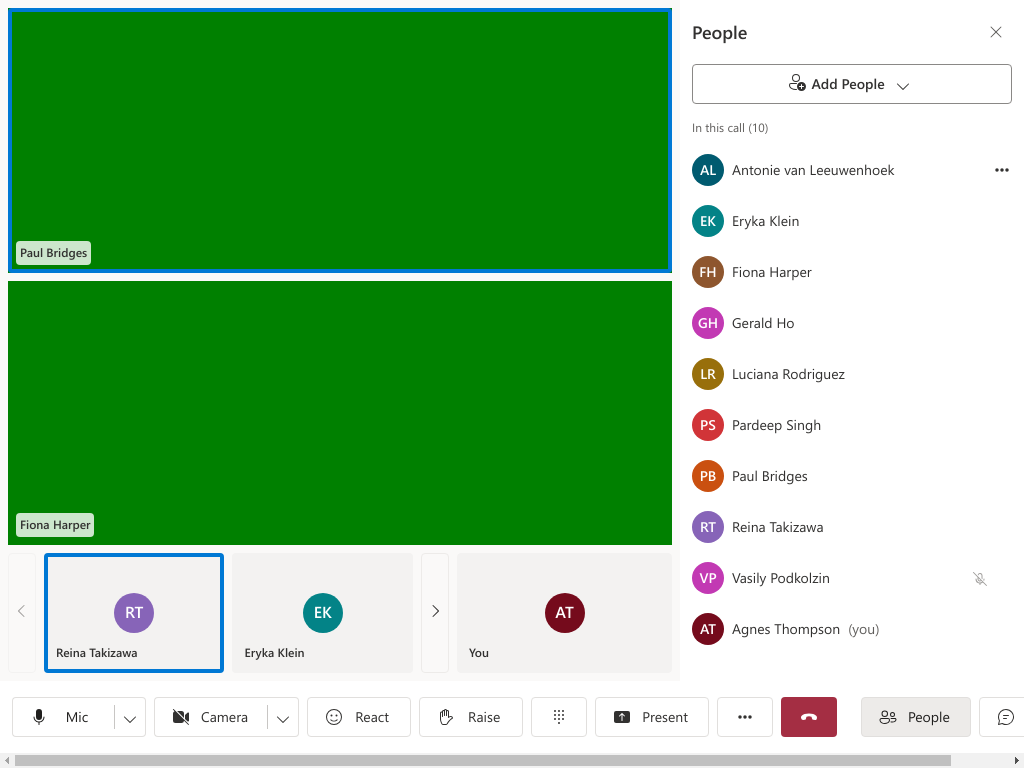 Paul Bridges
Fiona Harper
RT
Reina Takizawa
EK
Eryka Klein
AT
You
People
Add People
In this call (10)
AL Antonie van Leeuwenhoek
EK Eryka Klein
FH Fiona Harper
GH Gerald Ho
LR Luciana Rodriguez
PS Pardeep Singh
PB Paul Bridges
RT Reina Takizawa
VP Vasily Podkolzin
AT Agnes Thompson (you)
Mic Camera React Raise Present People